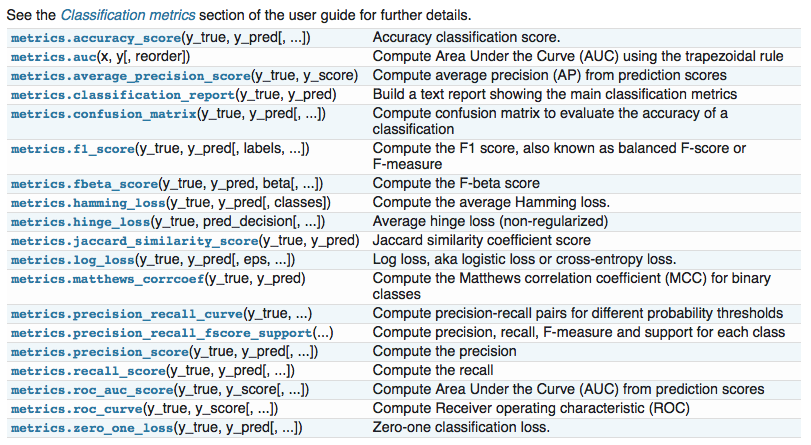 See the Classification metrics section of the user guide for further details.
metrics.accuracy_score(y_true, y_pred[, ...]) Accuracy classification score.
metrics.auc(x, y[, reorder]) Compute Area Under the Curve (AUC) using the trapezoidal rule
metrics.average_precision_score(y_true, y_score) Compute average precision (AP) from prediction scores
metrics.classification_report(y_true, y_pred) Build a text report showing the main classification metrics
metrics.confusion_matrix(y_true, y_pred[, ...]) Compute confusion matrix to evaluate the accuracy of a
classification
metrics.f1_score(y_true, y_pred[, labels, ...]) Compute the F1 score, also known as balanced F-score or
F-measure
metrics.fbeta_score(y_true, y_pred, beta[, ...]) Compute the F-beta score
metrics.hamming_loss(y_true, y_pred[, classes]) Compute the average Hamming loss.
metrics.hinge_loss(y_true, pred_decision[, ...]) Average hinge loss (non-regularized)
metrics.jaccard_similarity_score(y_true, y_pred) Jaccard similarity coefficient score
metrics.log_loss(y_true, y_pred[, eps, ...]) Log loss, aka logistic loss or cross-entropy loss.
metrics.matthews_corrcoef(y_true, y_pred) Compute the Matthews correlation coefficient (MCC) for binary
classes
metrics.precision_recall_curve(y_true, ...) Compute precision-recall pairs for different probability thresholds
metrics.precision_recall_fscore_support(...) Compute precision, recall, F-measure and support for each class
metrics.precision_score(y_true, y_pred[, ...]) Compute the precision
metrics.recall_score(y_true, y_pred[, ...]) Compute the recall
metrics.roc_auc_score(y_true, y_score[, ...]) Compute Area Under the Curve (AUC) from prediction scores
metrics.roc_curve(y_true, y_score[, ...]) Compute Receiver operating characteristic (ROC)
metrics.zero_one_loss(y_true, y_pred[, ...]) Zero-one classification loss.